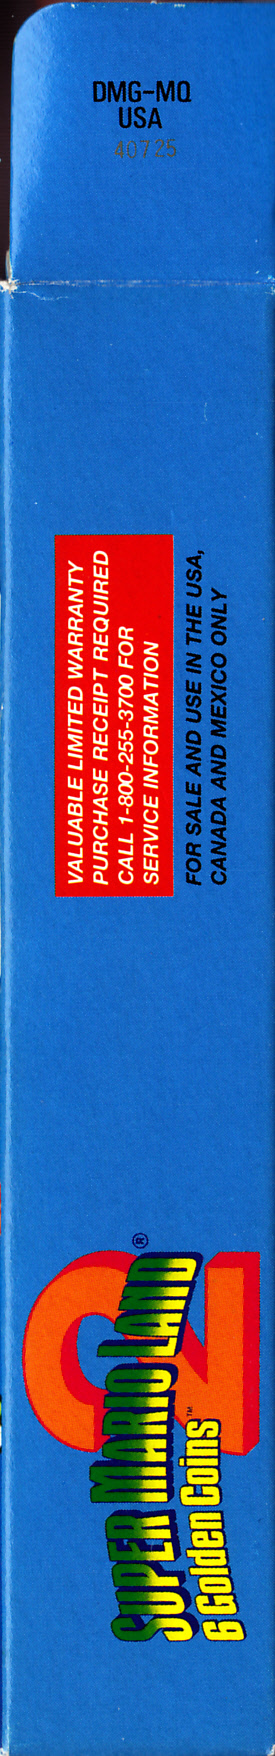 DMG-MQ
USA
40725
VALUABLE LIMITED WARRANTY
PURCHASE RECEIPT REQUIRED
CALL 1-800-255-3700 FOR
SERVICE INFORMATION
FOR SALE AND USE IN THE USA,
CANADA AND MEXICO ONLY
SUPER MARIO LAND® 2
6 Golden Coins™